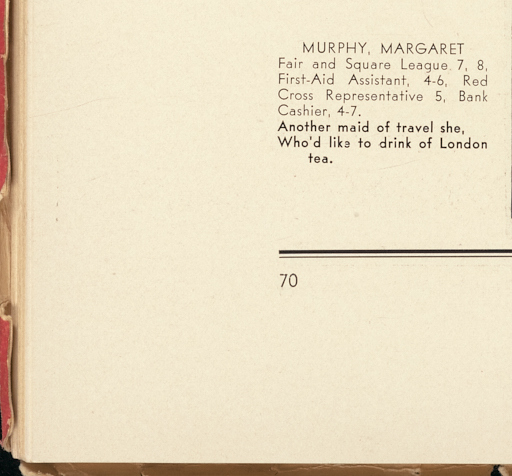 MURPHY, MARGARET
Fair and Square League 7, 8,
First-Aid Assistant, 4-6, Red
Cross Representative 5, Bank
Cashier, 4-7.
Another maid of travel she,
Who'd like to drink of London
tea.
70